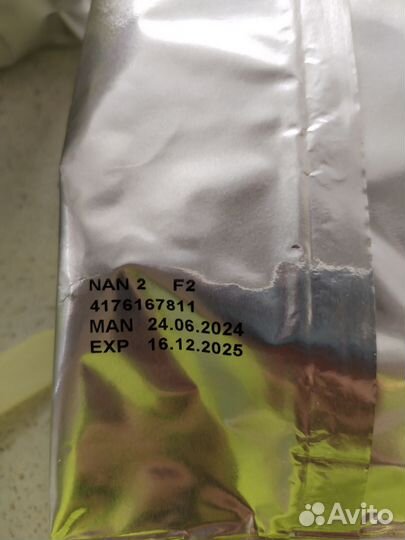 NAN 2 F2
4176167811
MAN 24.06.2024
EXP 16.12.2025
Avito